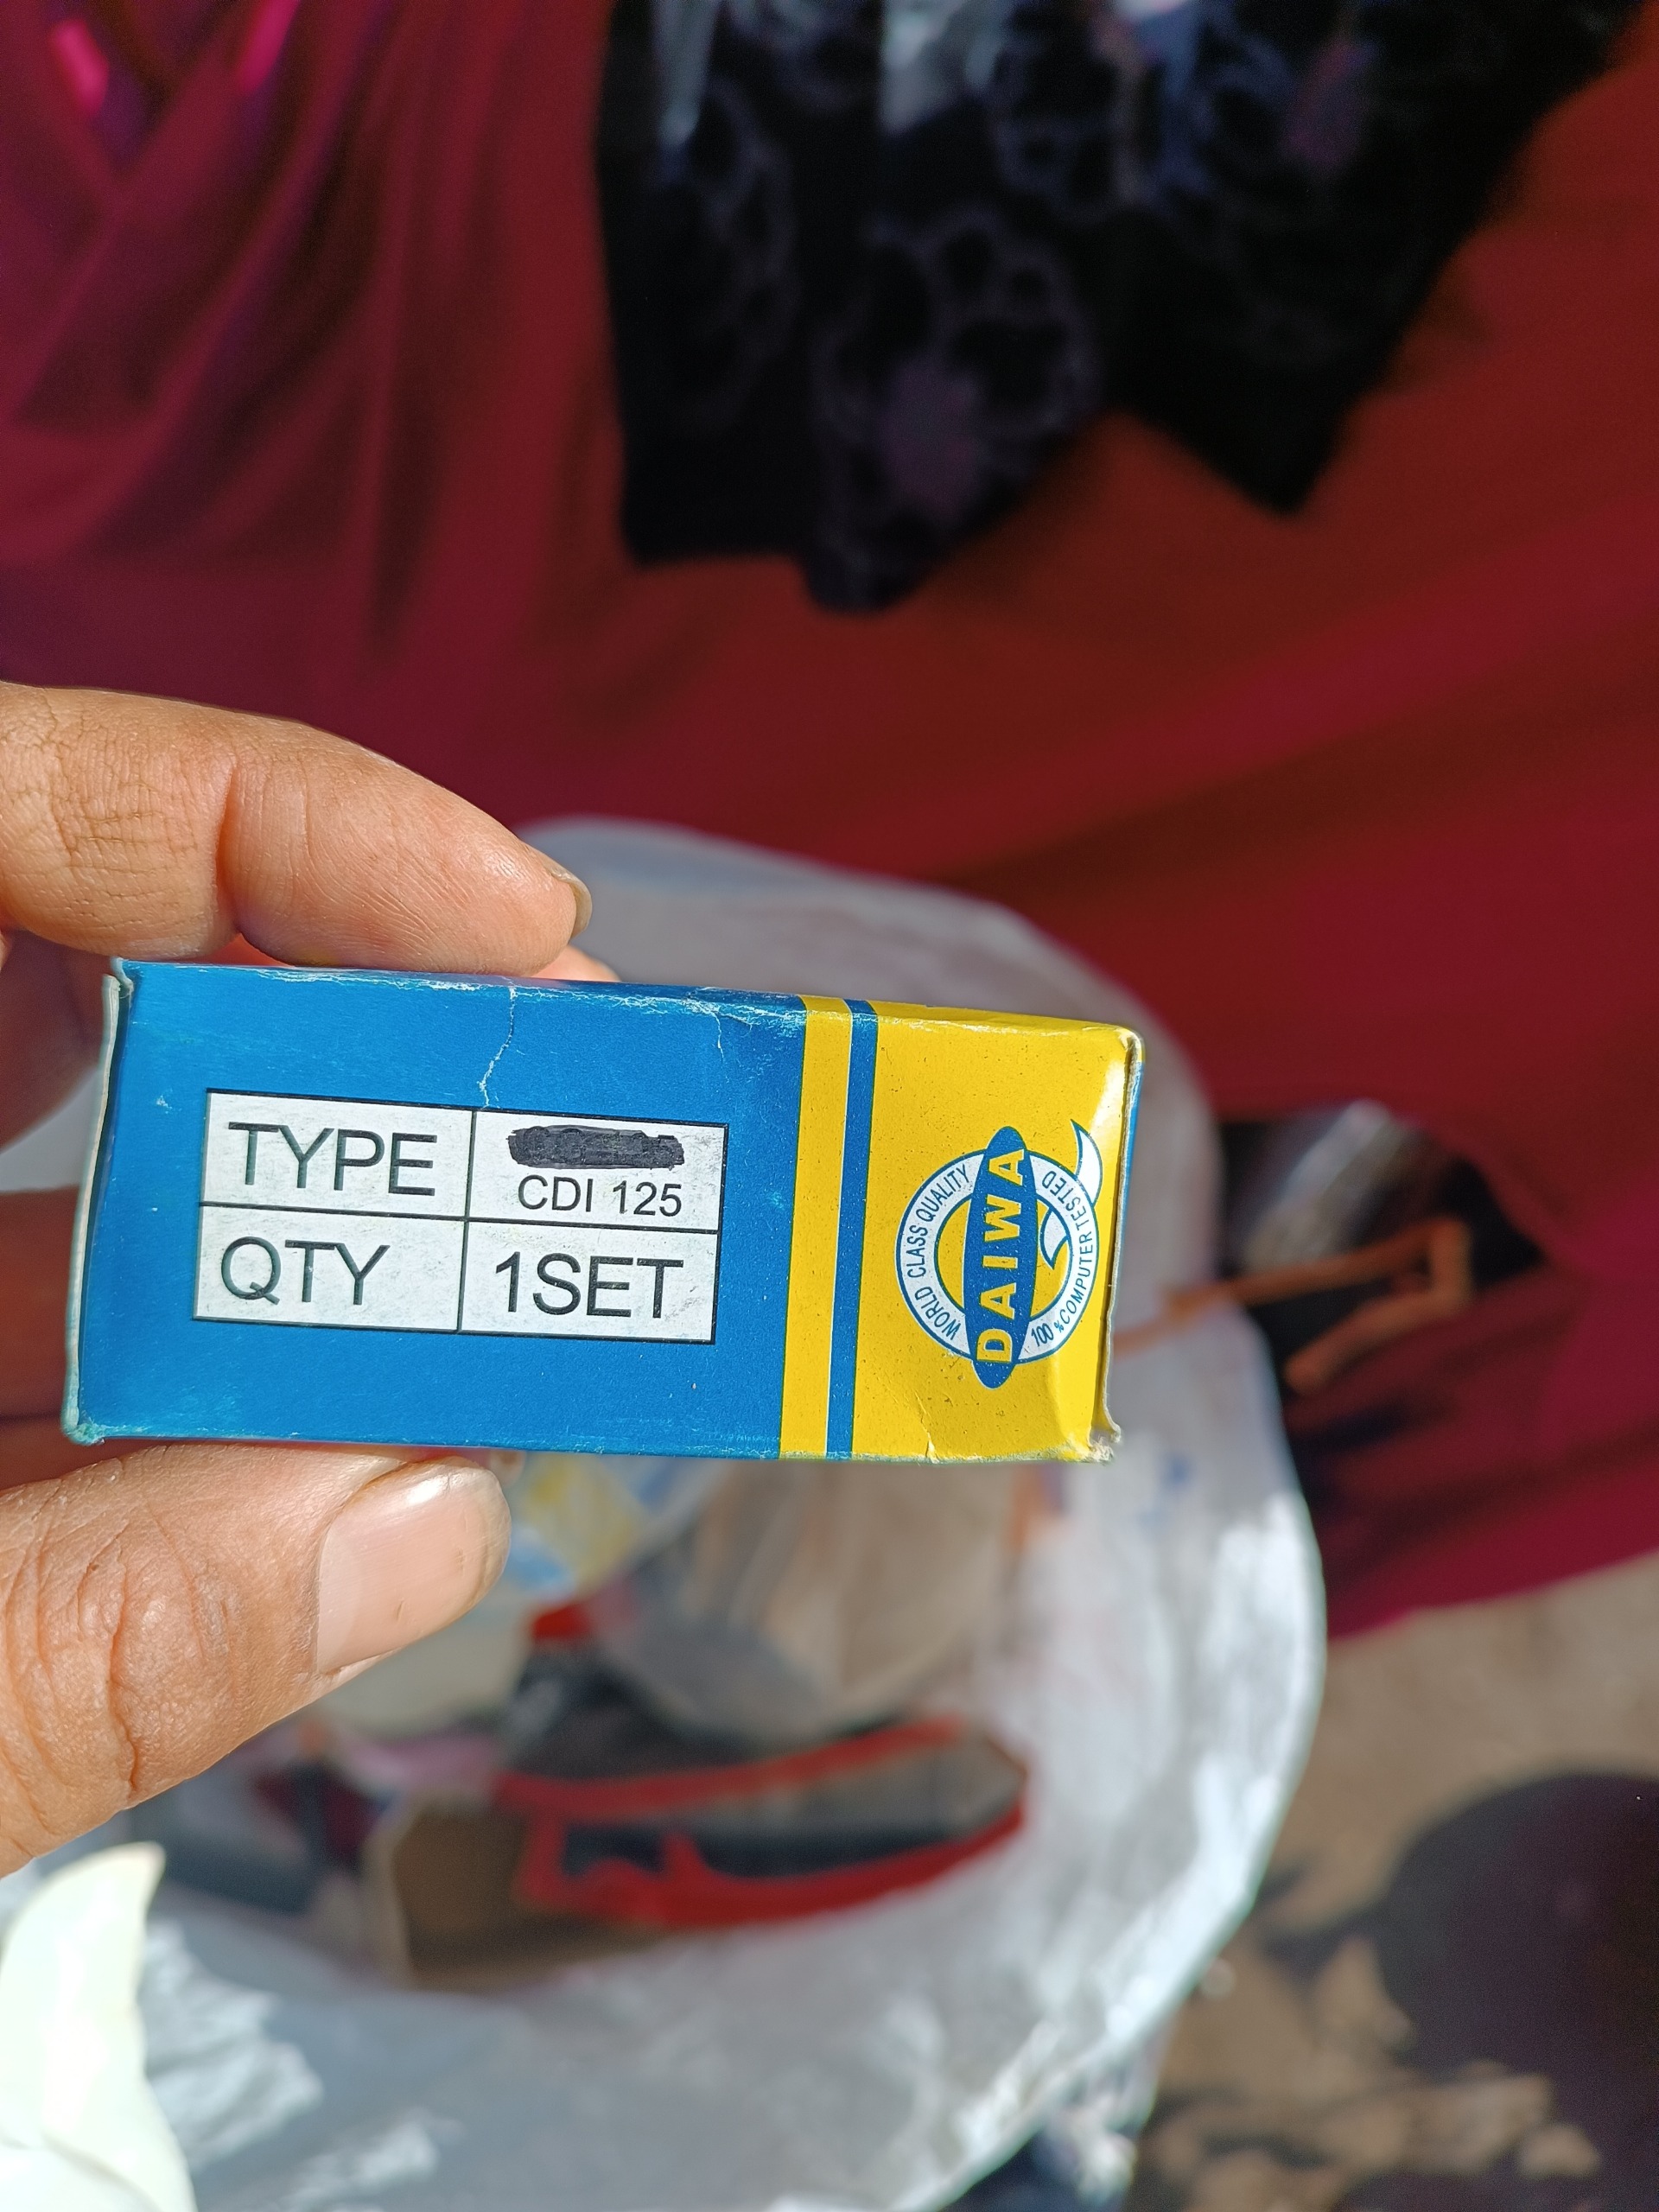 TYPE
CDI 125
QTY
1SET
WORLD CLASS QUALITY
DAIWA
100 % COMPUTER TESTED